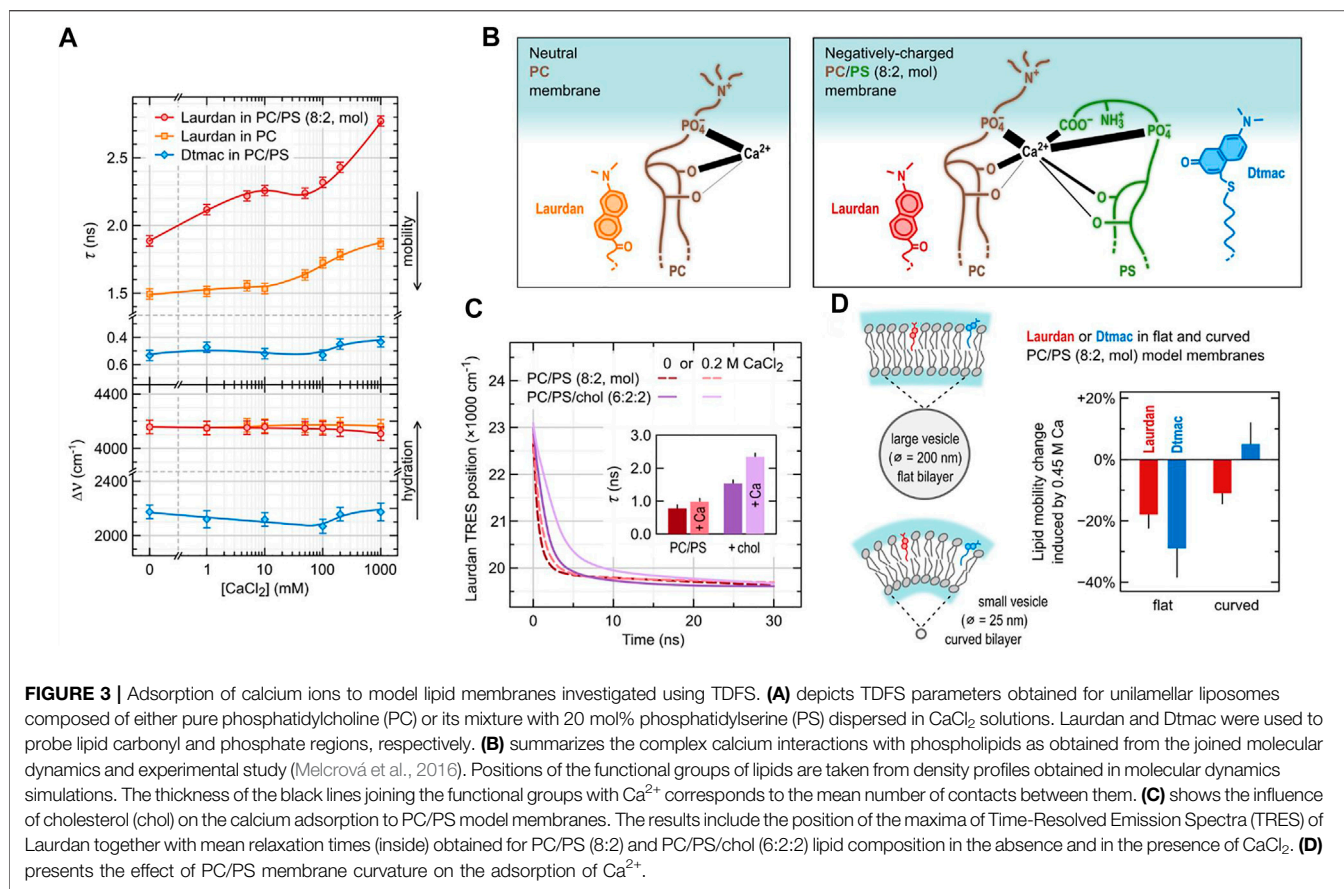 A
Laurdan in PC/PS (8:2, mol)
Laurdan in PC
Dtmac in PC/PS
2.5
2.0
1.5
0.4
0.6
τ (ns)
mobility
4400
4000
2400
2000
Δν (cm⁻¹)
hydration
0 1 10 100 1000
[CaCl₂] (mM)
B
Neutral
PC
membrane
N⁺
PO₄⁻
Ca²⁺
O
O
N
Laurdan
O
PC
Negatively-charged
PC/PS (8:2, mol)
membrane
N⁺
PO₄⁻
COO⁻
NH₃⁺
PO₄⁻
Ca²⁺
O
O
O
O
N
Laurdan
O
PC
PS
N
O
S
Dtmac
C
0 or 0.2 M CaCl₂
PC/PS (8:2, mol)
PC/PS/chol (6:2:2)
24
23
22
21
20
Laurdan TRES position (×1000 cm⁻¹)
3.0
2.0
1.0
0.0
τ (ns)
+ Ca
+ Ca
PC/PS + chol
0 10 20 30
Time (ns)
D
large vesicle
(ø = 200 nm)
flat bilayer
small vesicle
(ø = 25 nm)
curved bilayer
Laurdan or Dtmac in flat and curved
PC/PS (8:2, mol) model membranes
+20%
0%
−20%
−40%
Lipid mobility change
induced by 0.45 M Ca
Laurdan
Dtmac
flat curved
FIGURE 3 | Adsorption of calcium ions to model lipid membranes investigated using TDFS. (A) depicts TDFS parameters obtained for unilamellar liposomes
composed of either pure phosphatidylcholine (PC) or its mixture with 20 mol% phosphatidylserine (PS) dispersed in CaCl₂ solutions. Laurdan and Dtmac were used to
probe lipid carbonyl and phosphate regions, respectively. (B) summarizes the complex calcium interactions with phospholipids as obtained from the joined molecular
dynamics and experimental study (Melcrová et al., 2016). Positions of the functional groups of lipids are taken from density profiles obtained in molecular dynamics
simulations. The thickness of the black lines joining the functional groups with Ca²⁺ corresponds to the mean number of contacts between them. (C) shows the influence
of cholesterol (chol) on the calcium adsorption to PC/PS model membranes. The results include the position of the maxima of Time-Resolved Emission Spectra (TRES) of
Laurdan together with mean relaxation times (inside) obtained for PC/PS (8:2) and PC/PS/chol (6:2:2) lipid composition in the absence and in the presence of CaCl₂. (D)
presents the effect of PC/PS membrane curvature on the adsorption of Ca²⁺.